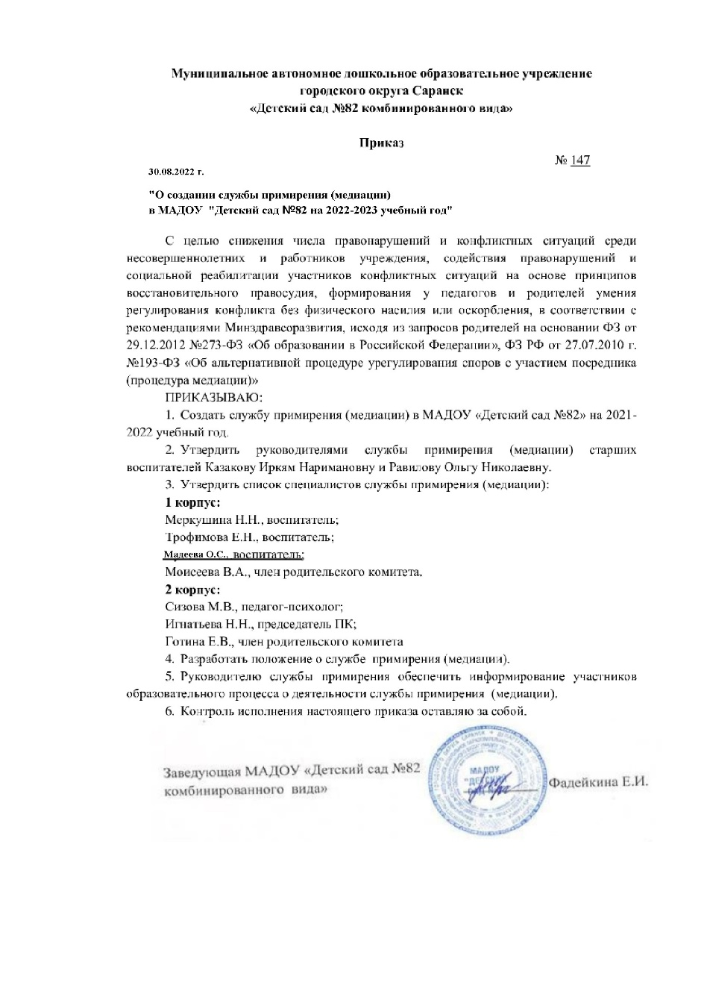 Муниципальное автономное дошкольное образовательное учреждение
городского округа Саранск
«Детский сад №82 комбинированного вида»
Приказ
№ 147
30.08.2022 г.
"О создании службы примирения (медиации)
в МАДОУ "Детский сад №82 на 2022-2023 учебный год"
С целью снижения числа правонарушений и конфликтных ситуаций среди
несовершеннолетних и работников учреждения, содействия правонарушений и
социальной реабилитации участников конфликтных ситуаций на основе принципов
восстановительного правосудия, формирования у педагогов и родителей умения
регулирования конфликта без физического насилия или оскорбления, в соответствии с
рекомендациями Минздравсоразвития, исходя из запросов родителей на основании ФЗ от
29.12.2012 №273-ФЗ «Об образовании в Российской Федерации», ФЗ РФ от 27.07.2010 г.
№193-ФЗ «Об альтернативной процедуре урегулирования споров с участием посредника
(процедура медиации)»
ПРИКАЗЫВАЮ:
1. Создать службу примирения (медиации) в МАДОУ «Детский сад №82» на 2021-
2022 учебный год.
2. Утвердить руководителями службы примирения (медиации) старших
воспитателей Казакову Иркям Наримановну и Равилову Ольгу Николаевну.
3. Утвердить список специалистов службы примирения (медиации):
1 корпус:
Меркушина Н.Н., воспитатель;
Трофимова Е.Н., воспитатель;
Мадеева О.С., воспитатель;
Моисеева В.А., член родительского комитета.
2 корпус:
Сизова М.В., педагог-психолог;
Игнатьева Н.Н., председатель ПК;
Готина Е.В., член родительского комитета
4. Разработать положение о службе примирения (медиации).
5. Руководителю службы примирения обеспечить информирование участников
образовательного процесса о деятельности службы примирения (медиации).
6. Контроль исполнения настоящего приказа оставляю за собой.
Заведующая МАДОУ «Детский сад №82
комбинированного вида»
МАДОУ
"ДЕТСКИЙ
Фадейкина Е.И.